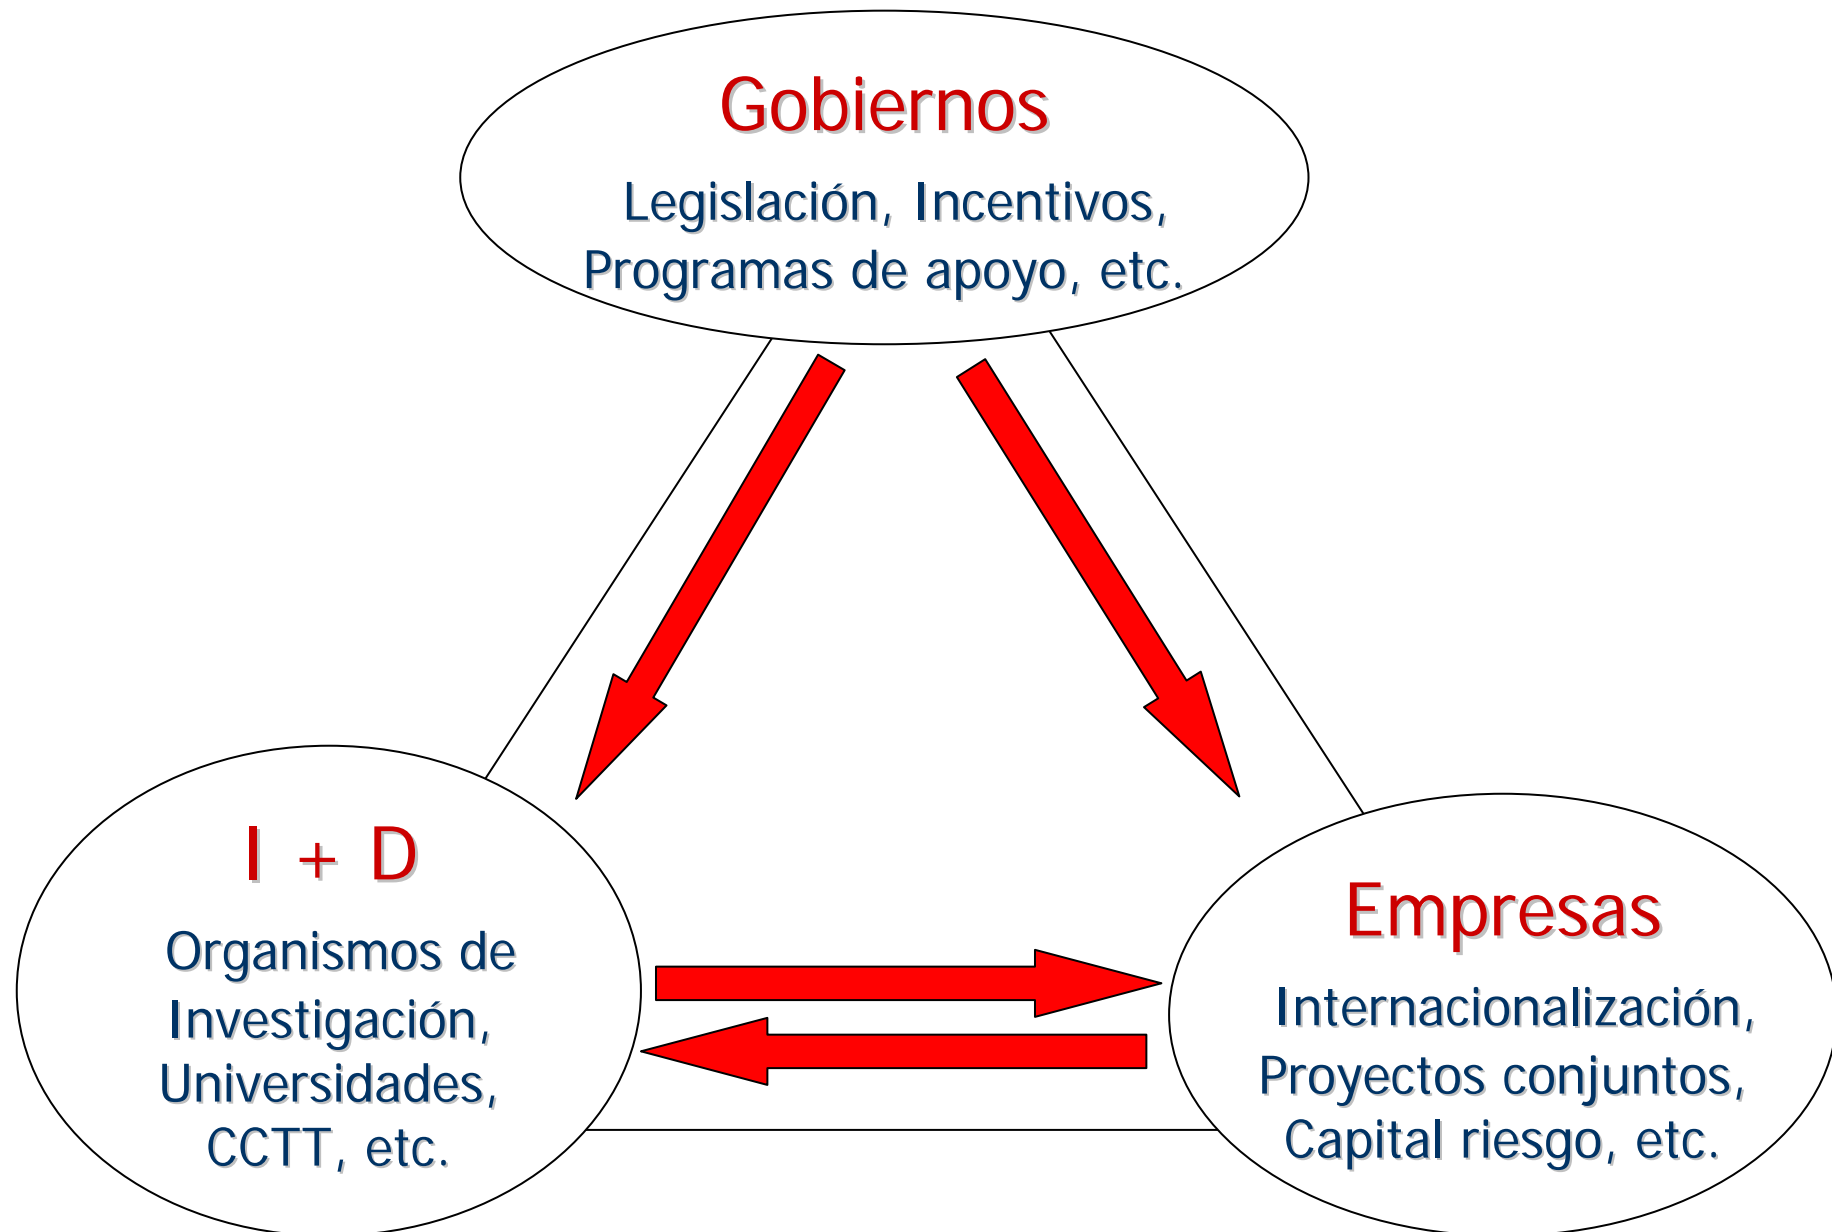 Gobiernos
Legislación, Incentivos,
Programas de apoyo, etc.
I + D
Organismos de
Investigación,
Universidades,
CCTT, etc.
Empresas
Internacionalización,
Proyectos conjuntos,
Capital riesgo, etc.